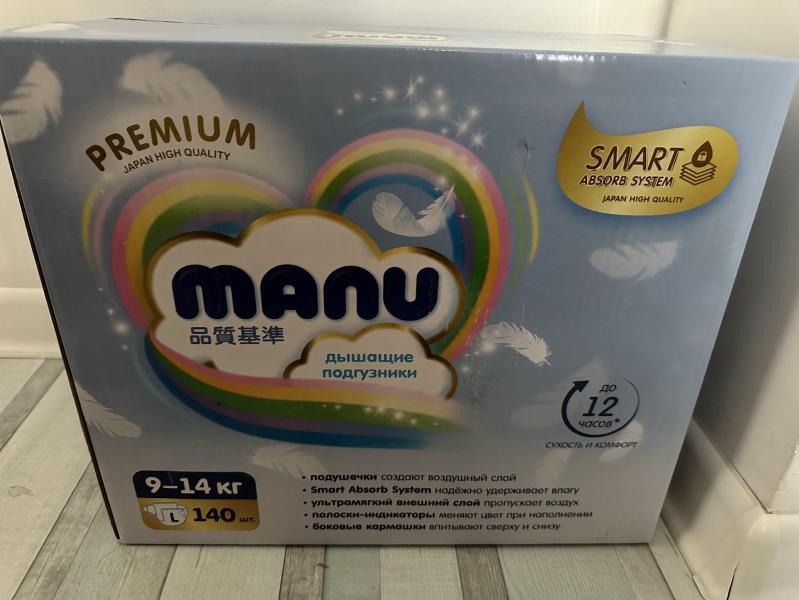 PREMIUM
JAPAN HIGH QUALITY
SMART
ABSORB SYSTEM
JAPAN HIGH QUALITY
manu
品質基準
дышащие
подгузники
до
12
часов*
СУХОСТЬ И КОМФОРТ
9–14 кг
L 140 шт.
• подушечки создают воздушный слой
• Smart Absorb System надёжно удерживает влагу
• ультрамягкий внешний слой пропускает воздух
• полоски-индикаторы меняют цвет при наполнении
• боковые кармашки впитывают сверху и снизу